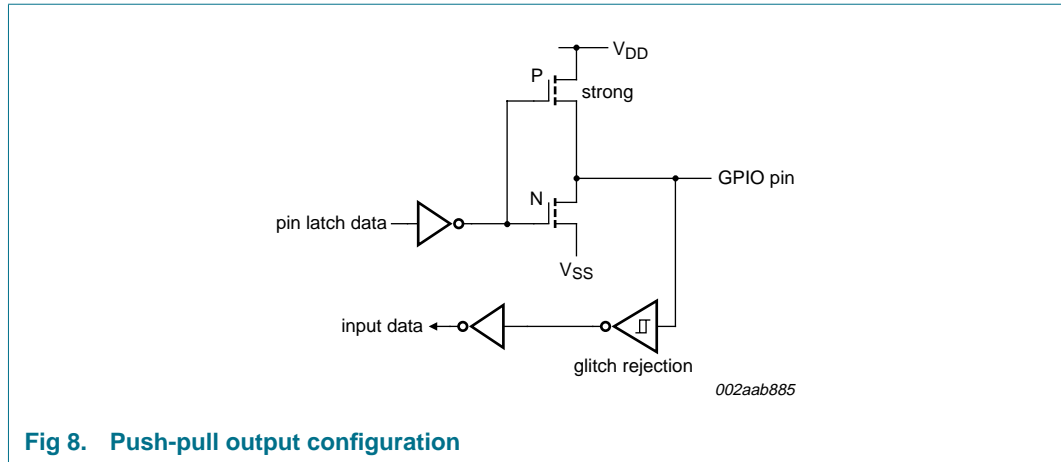 VDD
P
strong
GPIO pin
N
pin latch data
VSS
input data
glitch rejection
002aab885
Fig 8. Push-pull output configuration